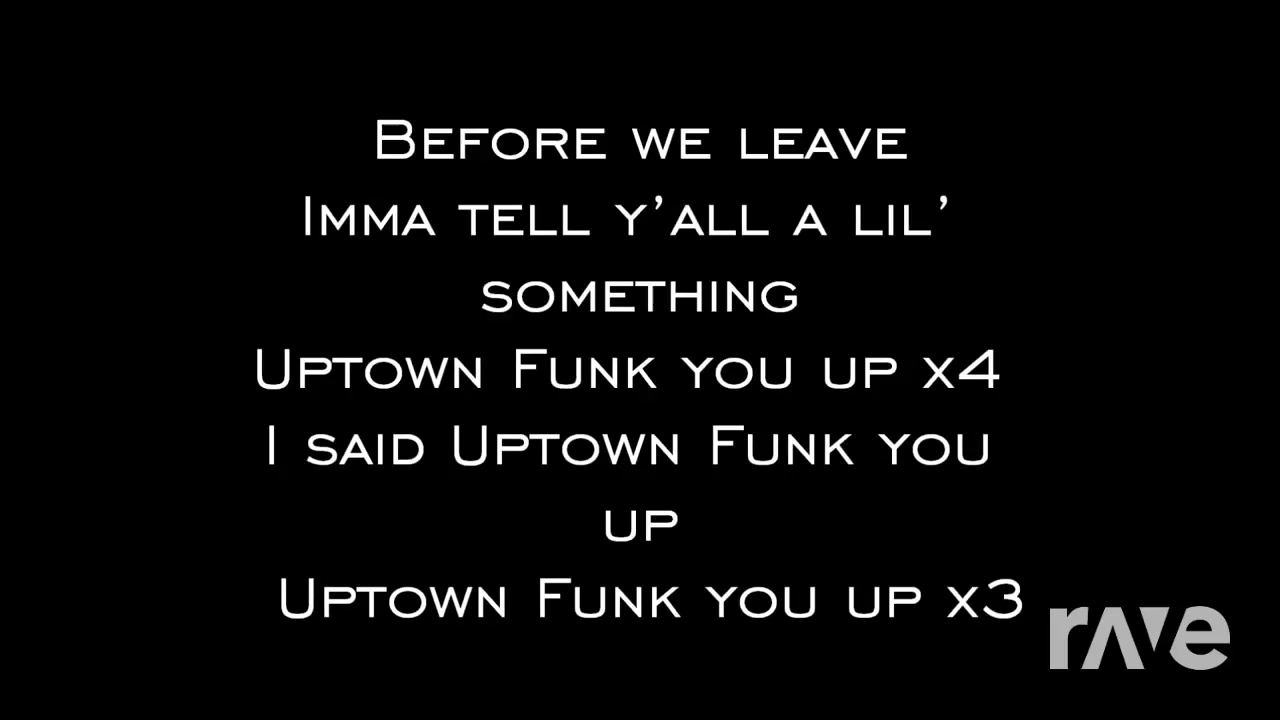 Before we leave
Imma tell y’all a lil’
something
Uptown Funk you up x4
I said Uptown Funk you
up
Uptown Funk you up x3
rave